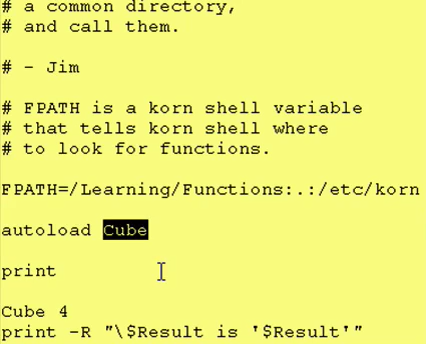 # a common directory,
# and call them.
# - Jim
# FPATH is a korn shell variable
# that tells korn shell where
# to look for functions.
FPATH=/Learning/Functions:.:/etc/korn
autoload Cube
print
Cube 4
print -R "\$Result is '$Result'"